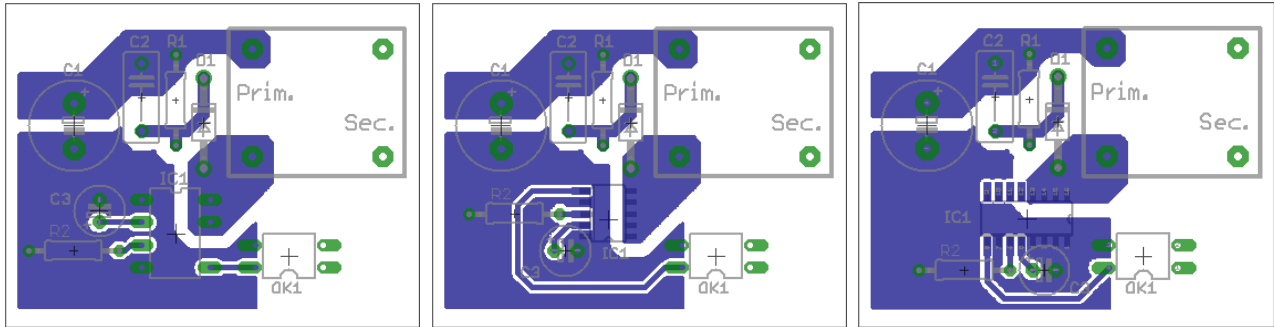 C2
R1
D1
C1
+
Prim.
Sec.
IC1
C3
R2
OK1
C2
R1
D1
C1
+
Prim.
Sec.
R2
IC1
C3
OK1
C2
R1
D1
C1
+
Prim.
Sec.
IC1
R2
C3
OK1